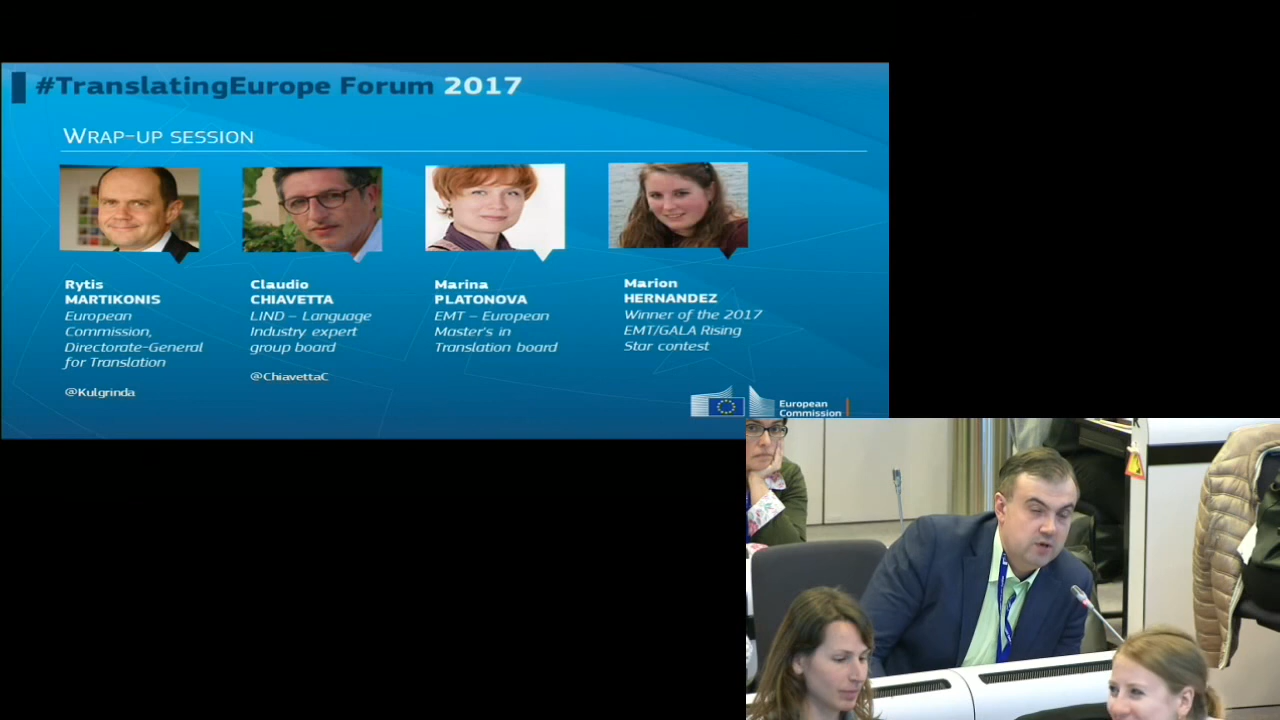 #TranslatingEurope Forum 2017
WRAP-UP SESSION
Rytis
MARTIKONIS
European
Commission,
Directorate-General
for Translation
@Kulgrinda
Claudio
CHIAVETTA
LIND – Language
Industry expert
group board
@ChiavettaC
Marina
PLATONOVA
EMT – European
Master's in
Translation board
Marion
HERNANDEZ
Winner of the 2017
EMT/GALA Rising
Star contest
European
Commission